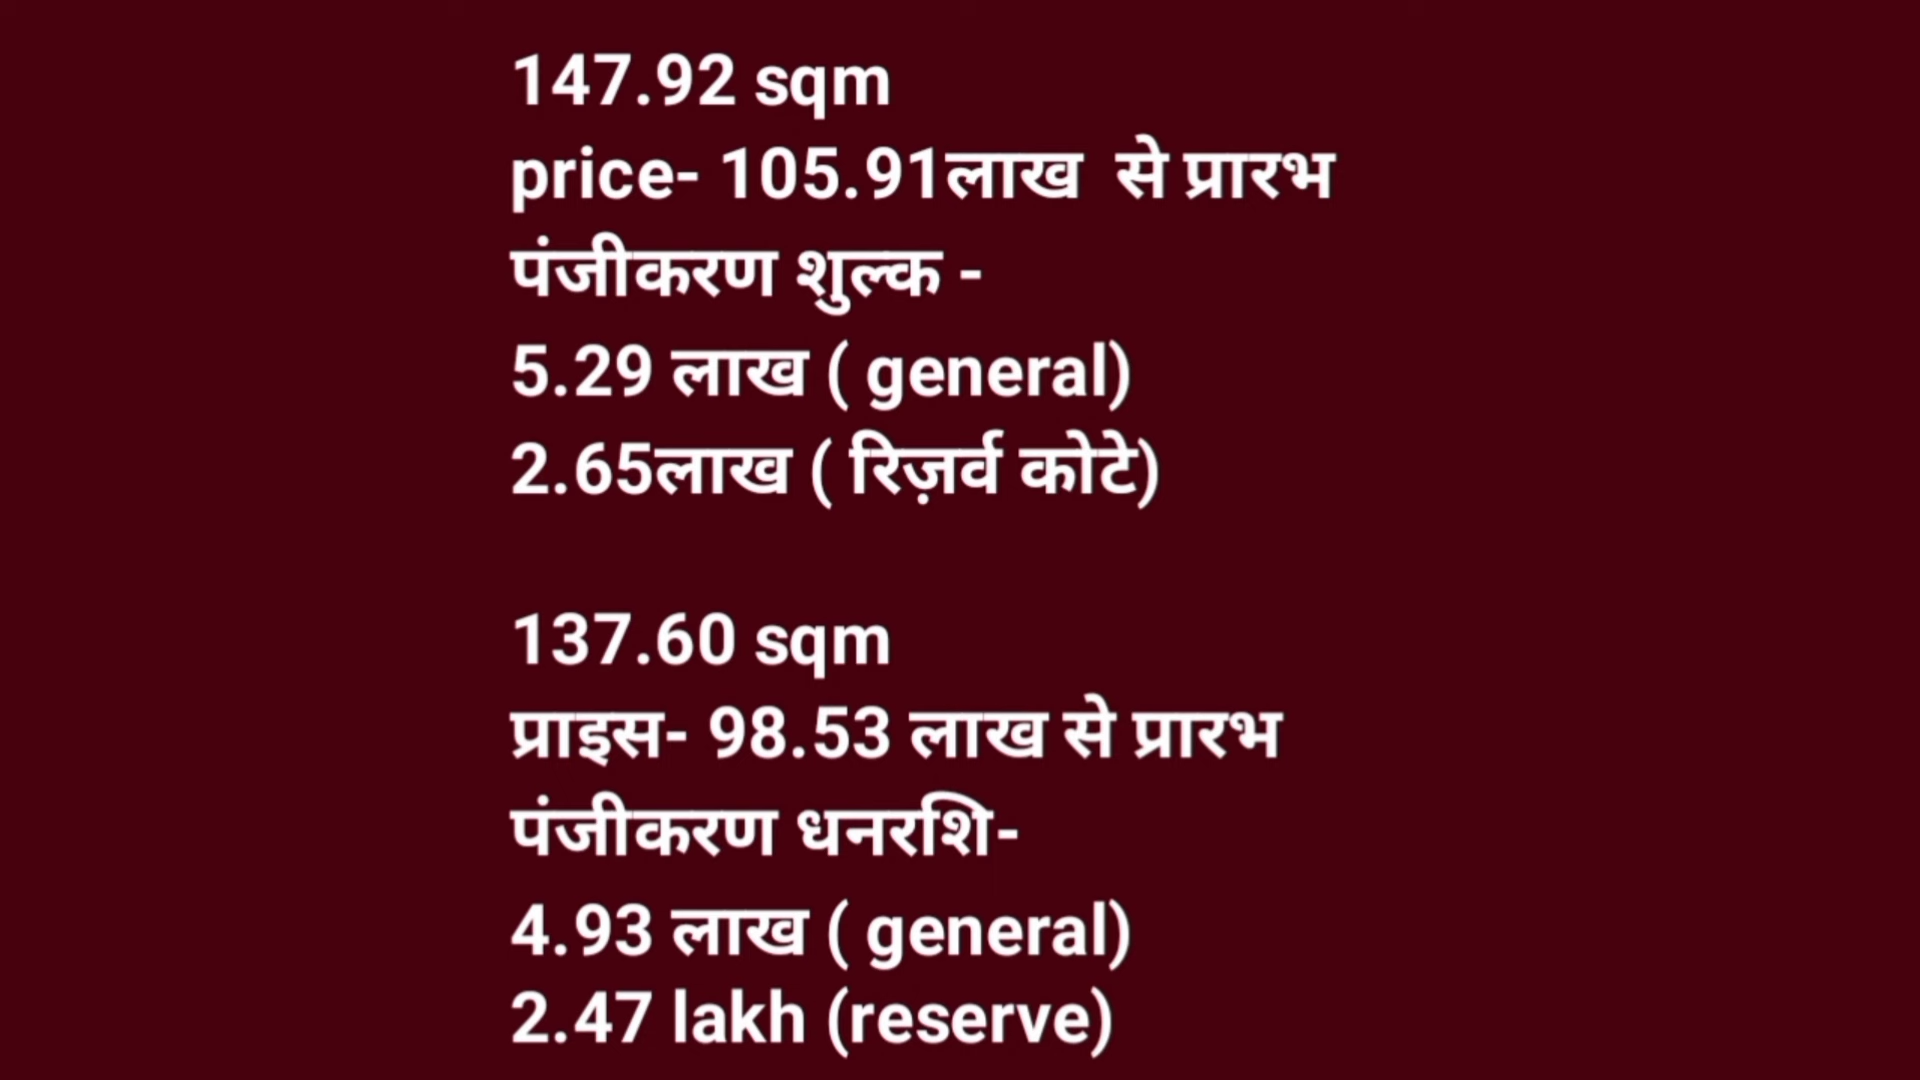 147.92 sqm
price- 105.91लाख से प्रारभ
पंजीकरण शुल्क -
5.29 लाख ( general)
2.65लाख ( रिज़र्व कोटे)
137.60 sqm
प्राइस- 98.53 लाख से प्रारभ
पंजीकरण धनरशि-
4.93 लाख ( general)
2.47 lakh (reserve)